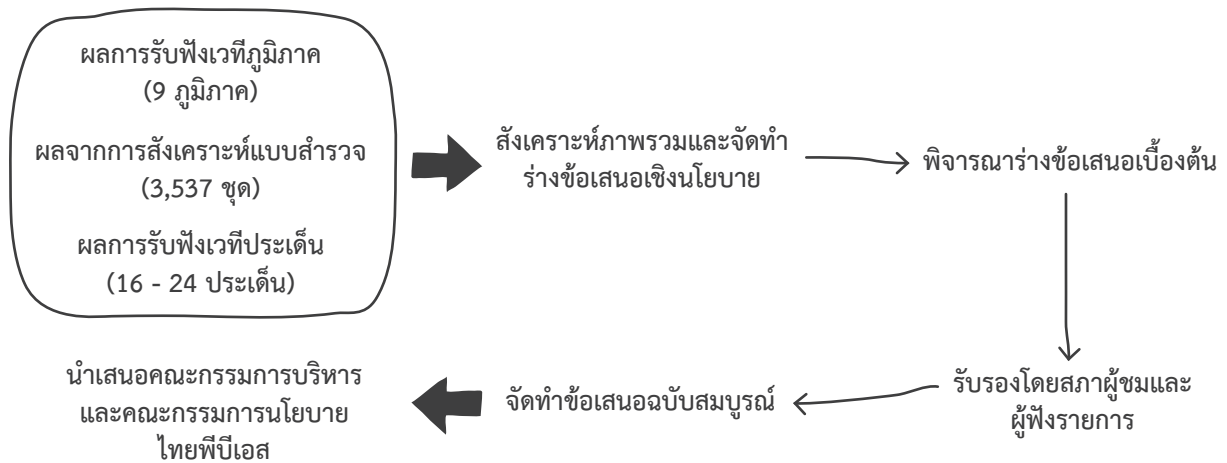 ผลการรับฟังเวทีภูมิภาค
(9 ภูมิภาค)
ผลจากการสังเคราะห์แบบสำรวจ
(3,537 ชุด)
ผลการรับฟังเวทีประเด็น
(16 - 24 ประเด็น)
สังเคราะห์ภาพรวมและจัดทำ
ร่างข้อเสนอเชิงนโยบาย
พิจารณาร่างข้อเสนอเบื้องต้น
รับรองโดยสภาผู้ชมและ
ผู้ฟังรายการ
จัดทำข้อเสนอฉบับสมบูรณ์
นำเสนอคณะกรรมการบริหาร
และคณะกรรมการนโยบาย
ไทยพีบีเอส